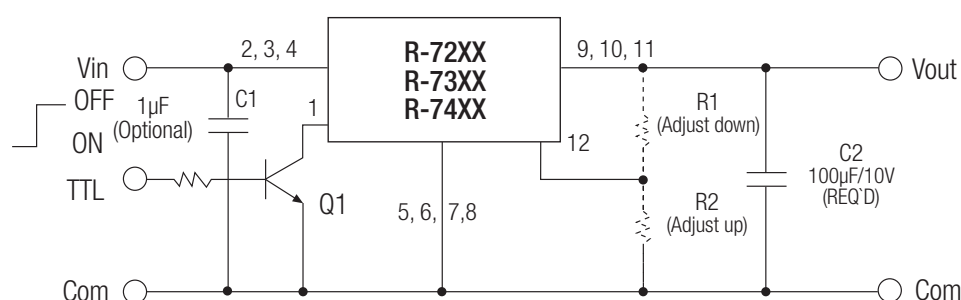 R-72XX
R-73XX
R-74XX
2, 3, 4
9, 10, 11
Vin
Vout
OFF
ON
1µF
(Optional)
C1
1
12
R1
(Adjust down)
C2
100µF/10V
(REQ`D)
TTL
Q1
5, 6, 7,8
R2
(Adjust up)
Com
Com